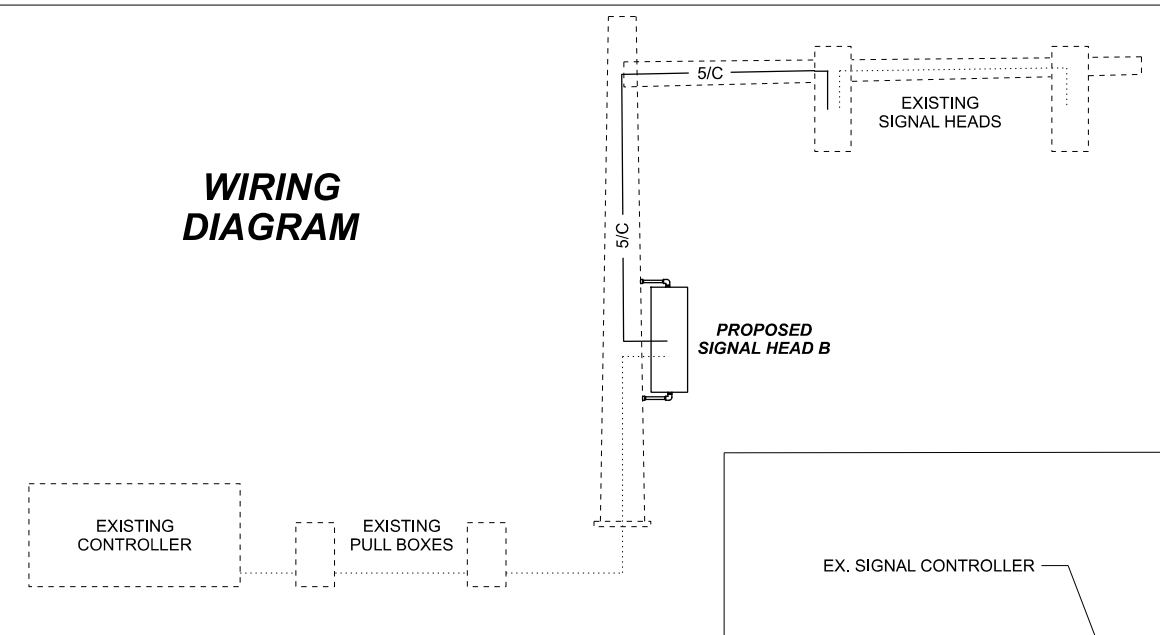 5/C
EXISTING
SIGNAL HEADS
WIRING
DIAGRAM
5/C
PROPOSED
SIGNAL HEAD B
EXISTING
CONTROLLER
EXISTING
PULL BOXES
EX. SIGNAL CONTROLLER